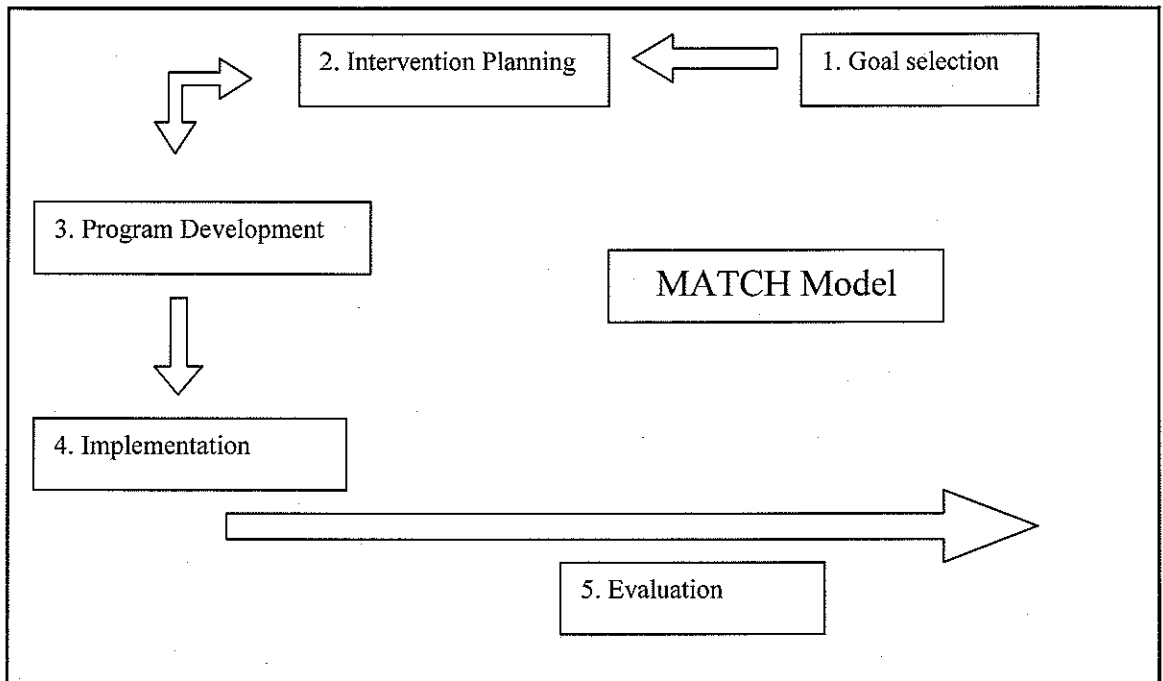 2. Intervention Planning
1. Goal selection
3. Program Development
MATCH Model
4. Implementation
5. Evaluation